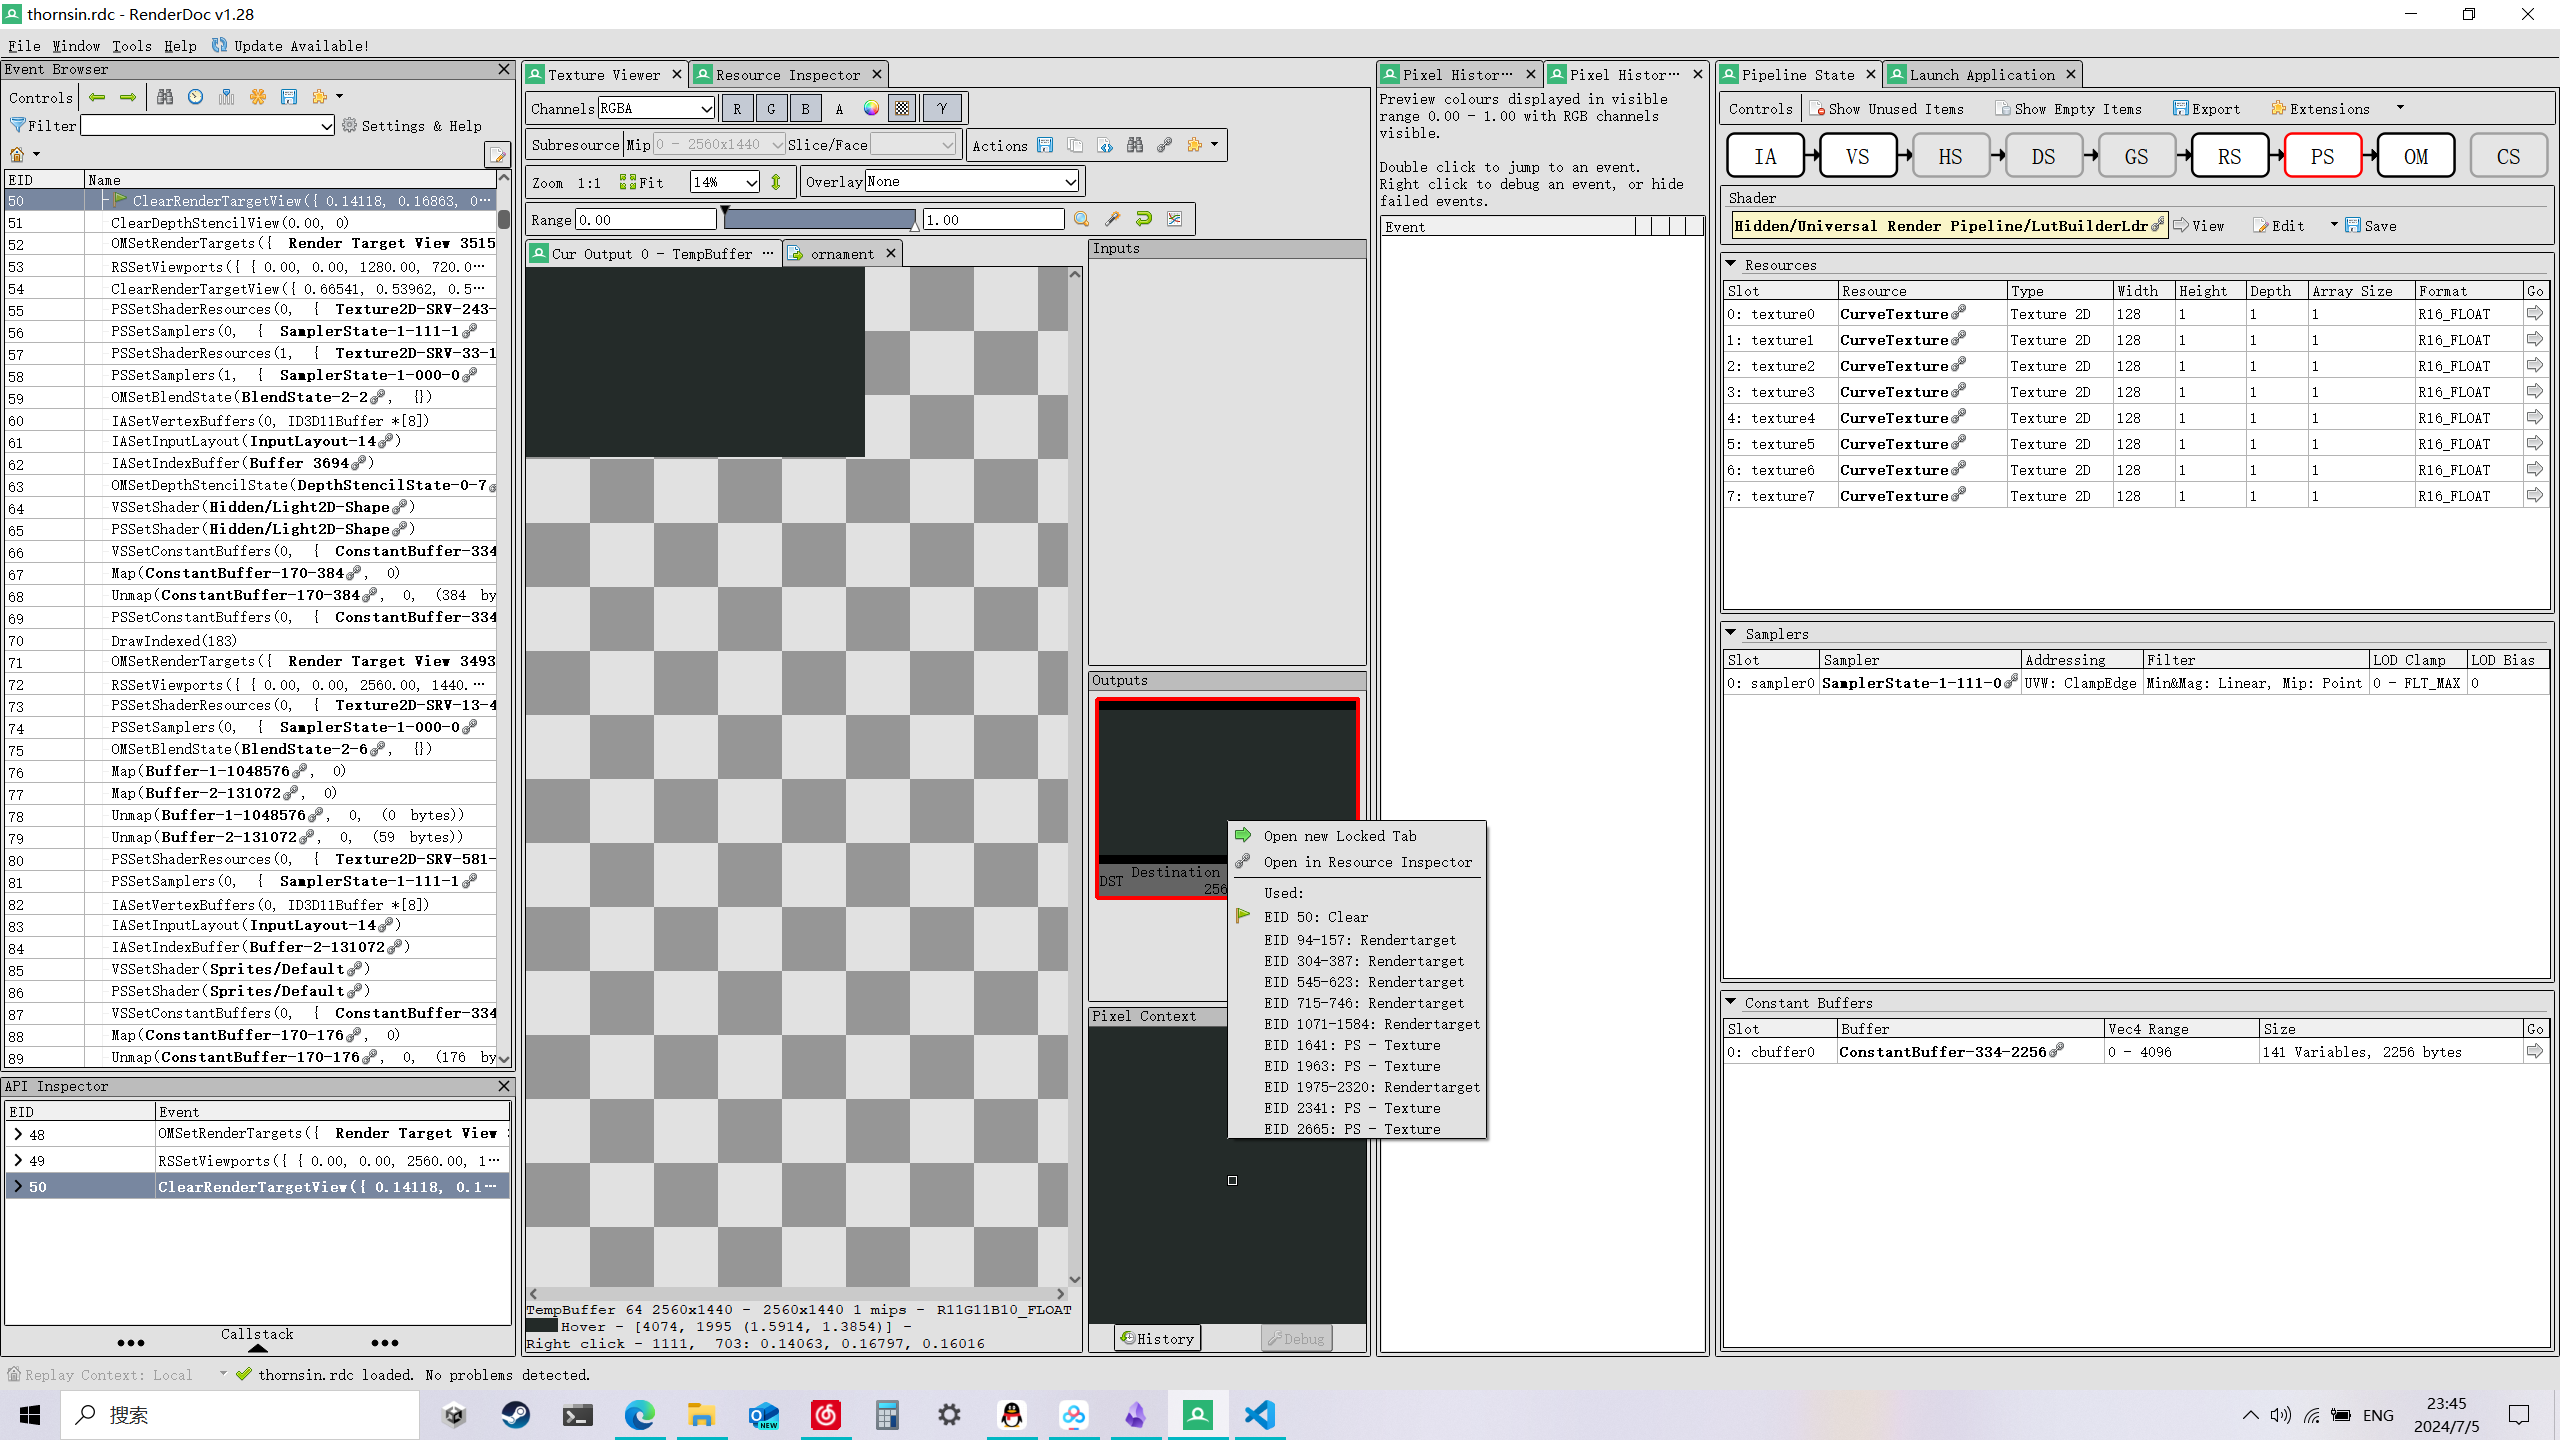 thornsin.rdc - RenderDoc v1.28
File Window Tools Help Update Available!
Event Browser
Controls
Filter Settings & Help
EID Name
50 ClearRenderTargetView({ 0.14118, 0.16863, 0…
51 ClearDepthStencilView(0.00, 0)
52 OMSetRenderTargets({ Render Target View 3515
53 RSSetViewports({ { 0.00, 0.00, 1280.00, 720.0…
54 ClearRenderTargetView({ 0.66541, 0.53962, 0.5…
55 PSSetShaderResources(0, { Texture2D-SRV-243-
56 PSSetSamplers(0, { SamplerState-1-111-1
57 PSSetShaderResources(1, { Texture2D-SRV-33-1
58 PSSetSamplers(1, { SamplerState-1-000-0
59 OMSetBlendState(BlendState-2-2, {})
60 IASetVertexBuffers(0, ID3D11Buffer *[8])
61 IASetInputLayout(InputLayout-14)
62 IASetIndexBuffer(Buffer 3694)
63 OMSetDepthStencilState(DepthStencilState-0-7
64 VSSetShader(Hidden/Light2D-Shape)
65 PSSetShader(Hidden/Light2D-Shape)
66 VSSetConstantBuffers(0, { ConstantBuffer-334
67 Map(ConstantBuffer-170-384, 0)
68 Unmap(ConstantBuffer-170-384, 0, (384 by
69 PSSetConstantBuffers(0, { ConstantBuffer-334
70 DrawIndexed(183)
71 OMSetRenderTargets({ Render Target View 3493
72 RSSetViewports({ { 0.00, 0.00, 2560.00, 1440.…
73 PSSetShaderResources(0, { Texture2D-SRV-13-4
74 PSSetSamplers(0, { SamplerState-1-000-0
75 OMSetBlendState(BlendState-2-6, {})
76 Map(Buffer-1-1048576, 0)
77 Map(Buffer-2-131072, 0)
78 Unmap(Buffer-1-1048576, 0, (0 bytes))
79 Unmap(Buffer-2-131072, 0, (59 bytes))
80 PSSetShaderResources(0, { Texture2D-SRV-581-
81 PSSetSamplers(0, { SamplerState-1-111-1
82 IASetVertexBuffers(0, ID3D11Buffer *[8])
83 IASetInputLayout(InputLayout-14)
84 IASetIndexBuffer(Buffer-2-131072)
85 VSSetShader(Sprites/Default)
86 PSSetShader(Sprites/Default)
87 VSSetConstantBuffers(0, { ConstantBuffer-334
88 Map(ConstantBuffer-170-176, 0)
89 Unmap(ConstantBuffer-170-176, 0, (176 by
API Inspector
EID Event
48 OMSetRenderTargets({ Render Target View
49 RSSetViewports({ { 0.00, 0.00, 2560.00, 1…
50 ClearRenderTargetView({ 0.14118, 0.1…
Callstack
Texture Viewer Resource Inspector
Channels RGBA R G B A γ
Subresource Mip 0 - 2560x1440 Slice/Face Actions
Zoom 1:1 Fit 14% Overlay None
Range 0.00 1.00
Cur Output 0 - TempBuffer … ornament
TempBuffer 64 2560x1440 - 2560x1440 1 mips - R11G11B10_FLOAT
Hover - [4074, 1995 (1.5914, 1.3854)] -
Right click - 1111, 703: 0.14063, 0.16797, 0.16016
Inputs
Outputs
DST Destination
256
Pixel Context
History Debug
Open new Locked Tab
Open in Resource Inspector
Used:
EID 50: Clear
EID 94-157: Rendertarget
EID 304-387: Rendertarget
EID 545-623: Rendertarget
EID 715-746: Rendertarget
EID 1071-1584: Rendertarget
EID 1641: PS - Texture
EID 1963: PS - Texture
EID 1975-2320: Rendertarget
EID 2341: PS - Texture
EID 2665: PS - Texture
Pixel Histor… Pixel Histor…
Preview colours displayed in visible
range 0.00 - 1.00 with RGB channels
visible.
Double click to jump to an event.
Right click to debug an event, or hide
failed events.
Event
Pipeline State Launch Application
Controls Show Unused Items Show Empty Items Export Extensions
IA VS HS DS GS RS PS OM CS
Shader
Hidden/Universal Render Pipeline/LutBuilderLdr View Edit Save
Resources
Slot Resource Type Width Height Depth Array Size Format Go
0: texture0 CurveTexture Texture 2D 128 1 1 1 R16_FLOAT
1: texture1 CurveTexture Texture 2D 128 1 1 1 R16_FLOAT
2: texture2 CurveTexture Texture 2D 128 1 1 1 R16_FLOAT
3: texture3 CurveTexture Texture 2D 128 1 1 1 R16_FLOAT
4: texture4 CurveTexture Texture 2D 128 1 1 1 R16_FLOAT
5: texture5 CurveTexture Texture 2D 128 1 1 1 R16_FLOAT
6: texture6 CurveTexture Texture 2D 128 1 1 1 R16_FLOAT
7: texture7 CurveTexture Texture 2D 128 1 1 1 R16_FLOAT
Samplers
Slot Sampler Addressing Filter LOD Clamp LOD Bias
0: sampler0 SamplerState-1-111-0 UVW: ClampEdge Min&Mag: Linear, Mip: Point 0 - FLT_MAX 0
Constant Buffers
Slot Buffer Vec4 Range Size Go
0: cbuffer0 ConstantBuffer-334-2256 0 - 4096 141 Variables, 2256 bytes
Replay Context: Local thornsin.rdc loaded. No problems detected.
搜索
NEW
ENG
23:45
2024/7/5